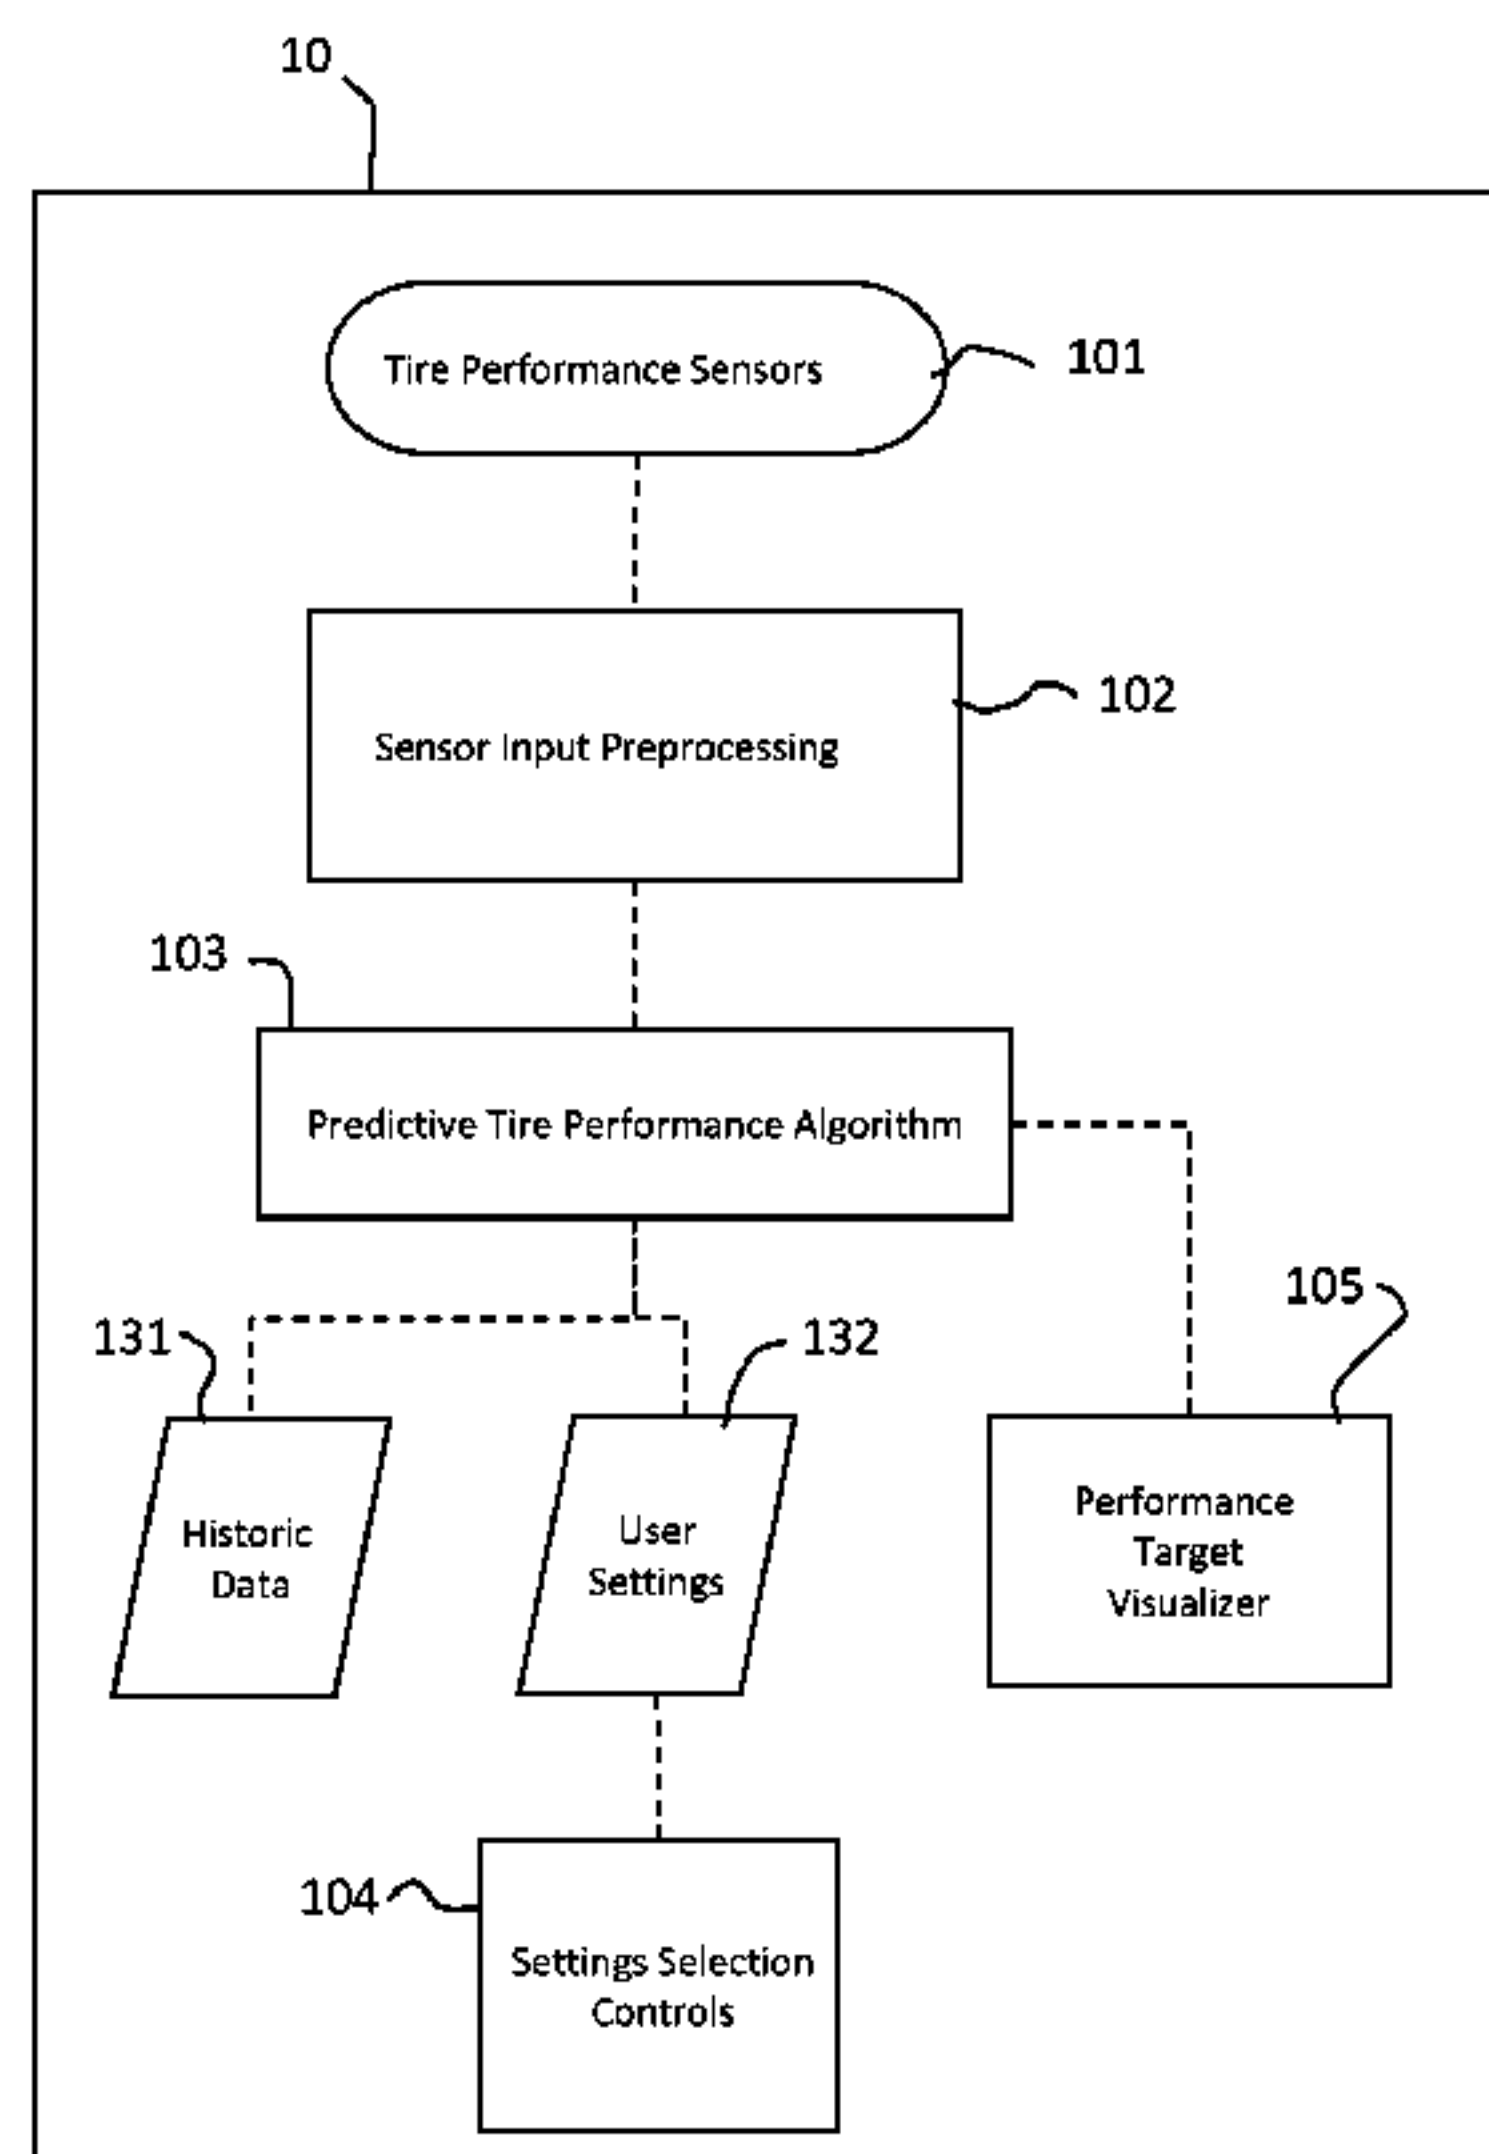 10
Tire Performance Sensors
101
102
Sensor Input Preprocessing
103
Predictive Tire Performance Algorithm
105
131
132
Historic
Data
User
Settings
Performance
Target
Visualizer
104
Settings Selection
Controls